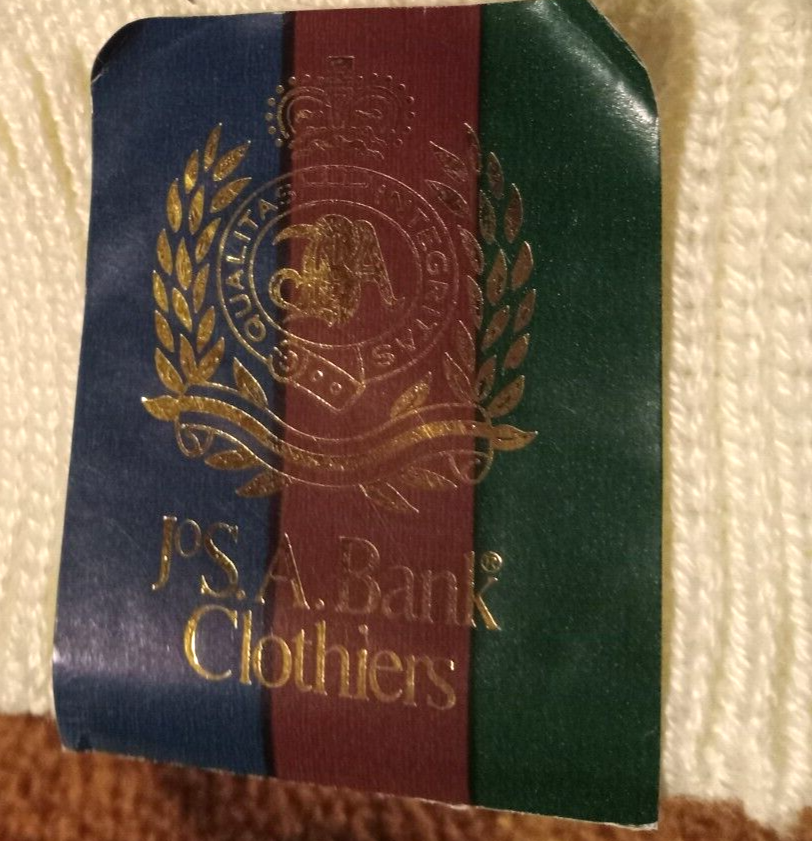 QUALITAS INTEGRITAS
JoS. A. Bank®
Clothiers